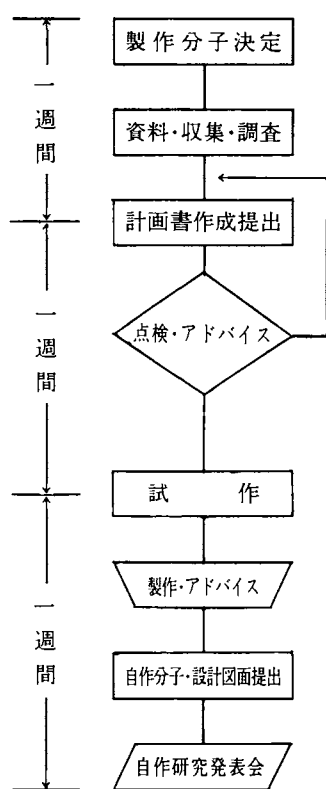 製作分子決定
一週間
資料・収集・調査
計画書作成提出
点検・アドバイス
一週間
試作
製作・アドバイス
一週間
自作分子・設計図面提出
自作研究発表会